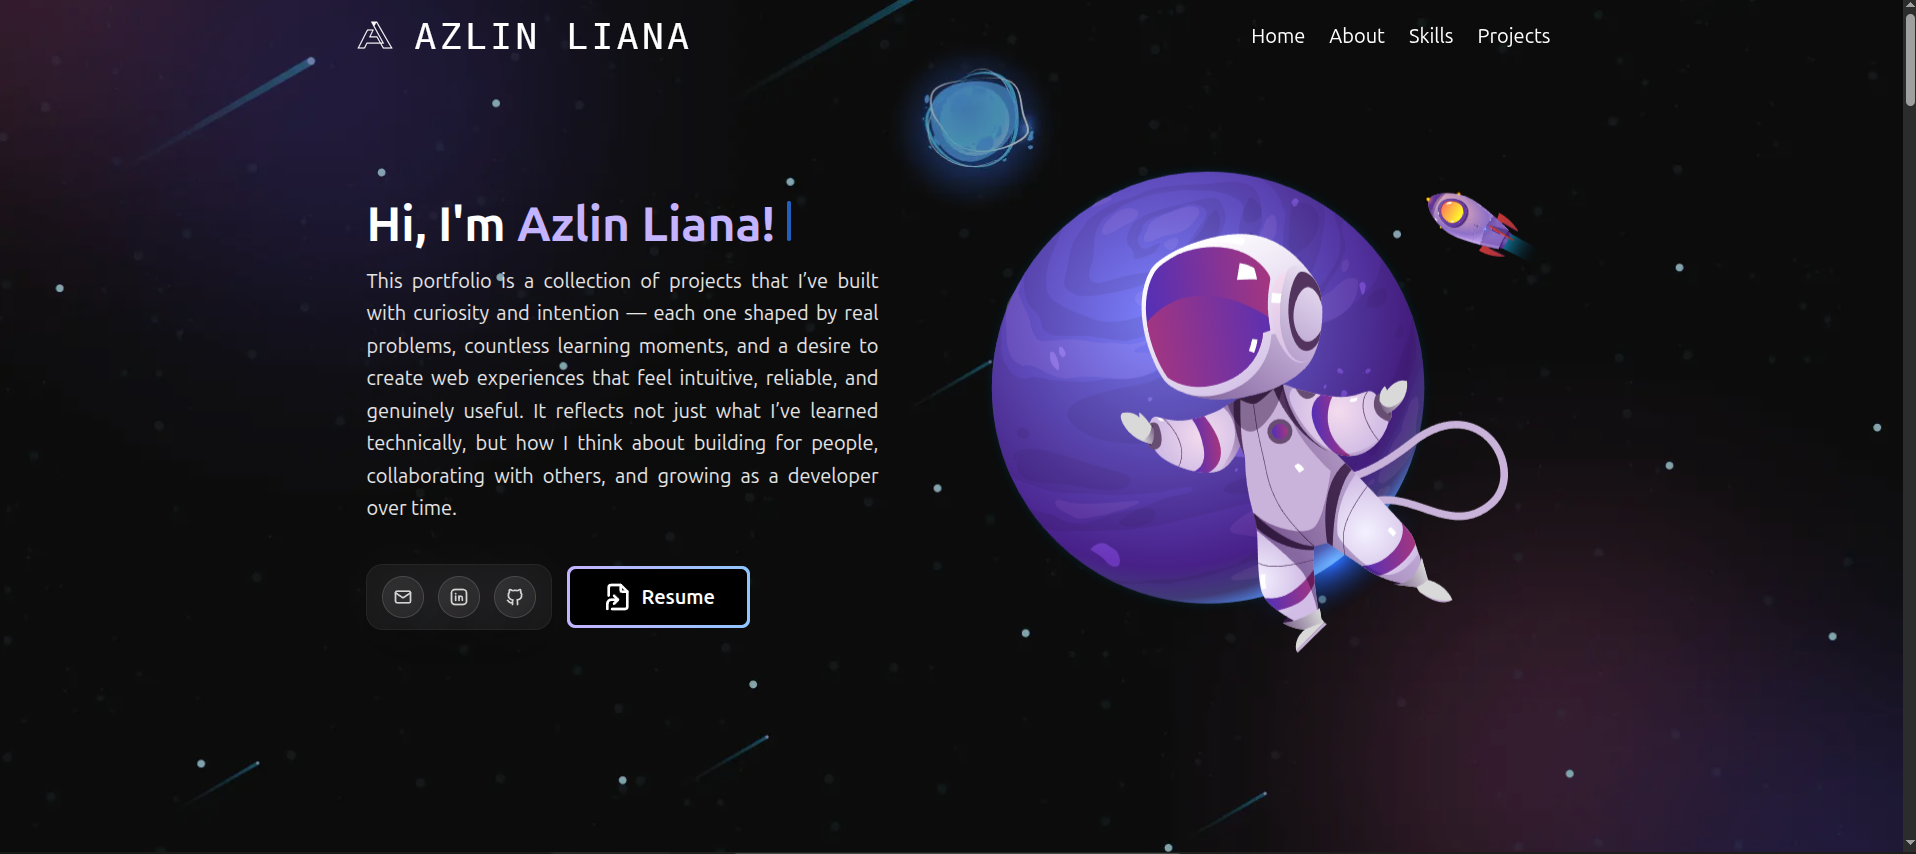 AZLIN LIANA
Home About Skills Projects
Hi, I'm Azlin Liana!
This portfolio is a collection of projects that I’ve built
with curiosity and intention — each one shaped by real
problems, countless learning moments, and a desire to
create web experiences that feel intuitive, reliable, and
genuinely useful. It reflects not just what I’ve learned
technically, but how I think about building for people,
collaborating with others, and growing as a developer
over time.
in
Resume